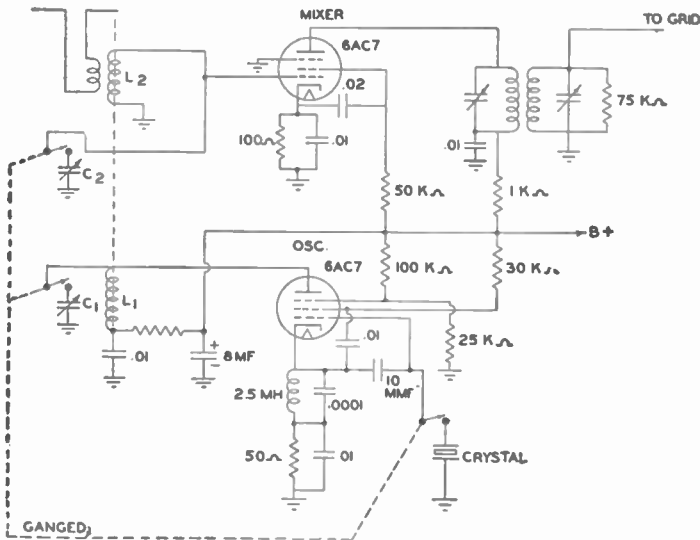 MIXER
TO GRID
6AC7
L2
.02
75 KΩ
100Ω
.01
.01
C2
50 KΩ
1 KΩ
B+
OSC.
6AC7
100 KΩ
30 KΩ
C1
L1
.01
25 KΩ
.01
8MF
+
-
10 MMF.
2.5 MH
.0001
50Ω
.01
CRYSTAL
GANGED